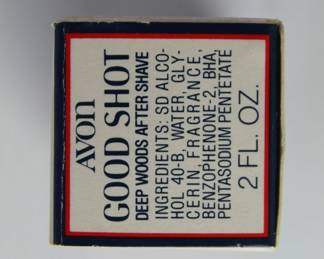 AVON
GOOD SHOT
DEEP WOODS AFTER SHAVE
INGREDIENTS: SD ALCO-
HOL 40-B, WATER, GLY-
CERIN, FRAGRANCE,
BENZOPHENONE-2, BHA,
PENTASODIUM PENTETATE
2 FL. OZ.